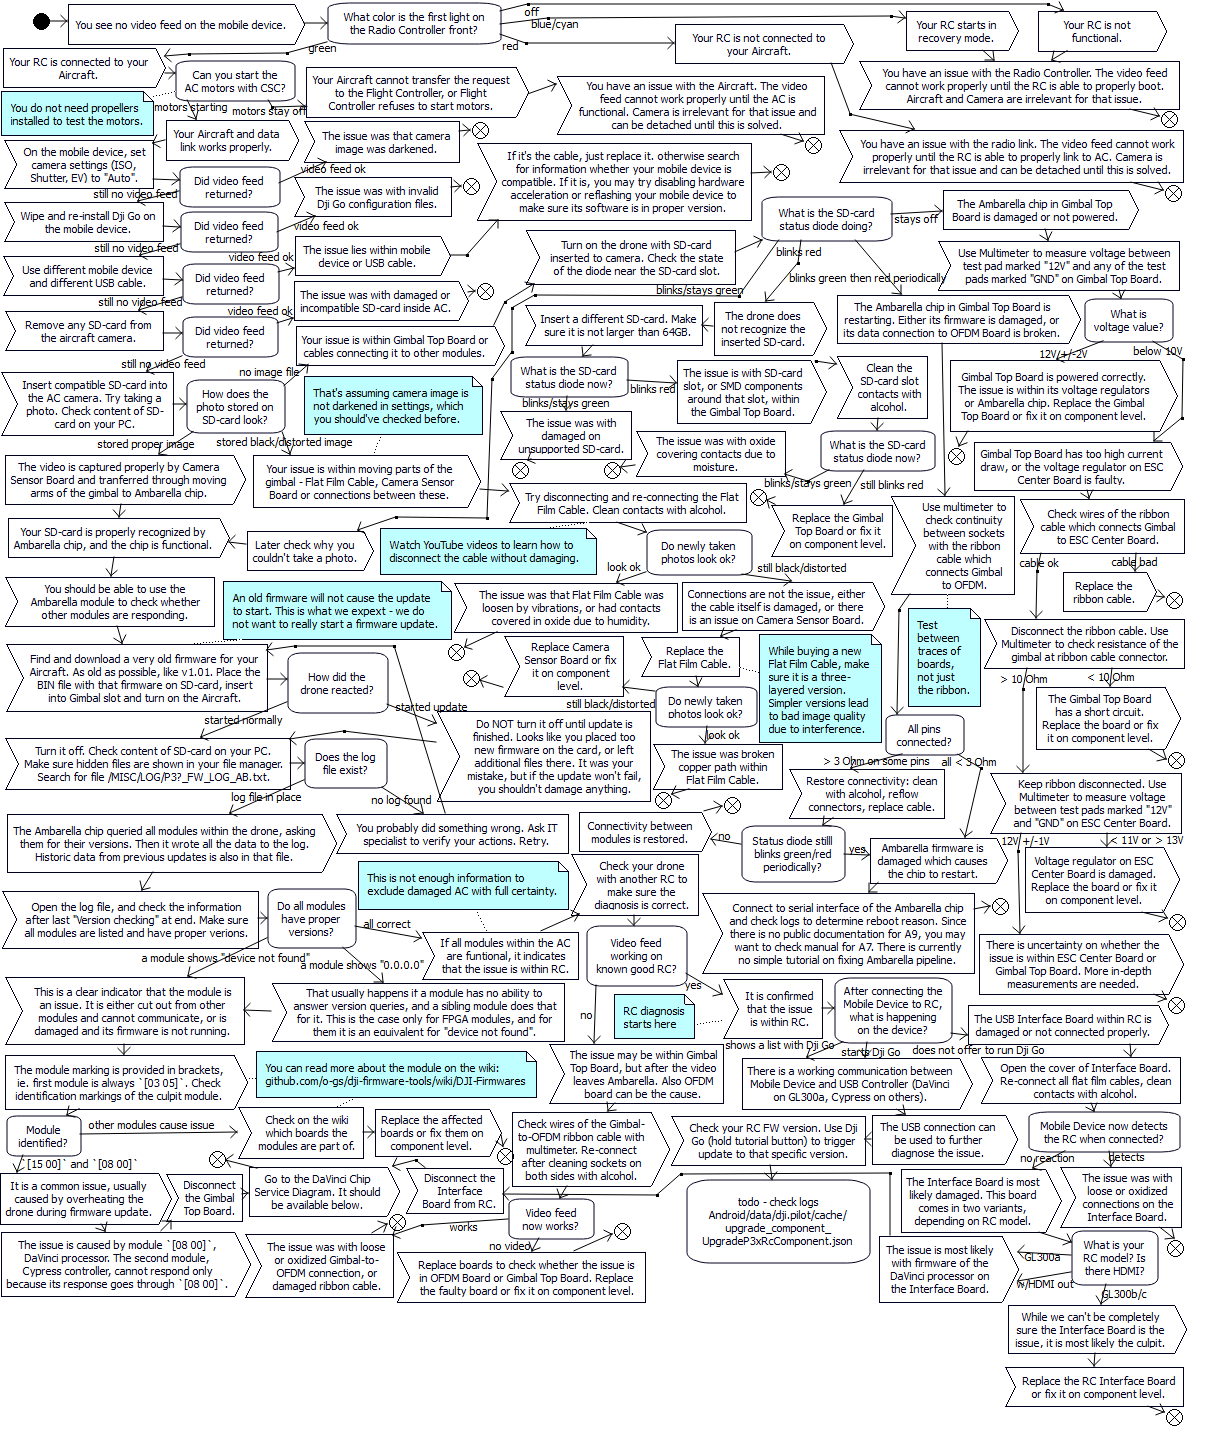 You see no video feed on the mobile device.
What color is the first light on
the Radio Controller front?
off
blue/cyan
green
red
Your RC starts in
recovery mode.
Your RC is not
functional.
Your RC is not connected to
your Aircraft.
Your RC is connected to your
Aircraft.
Can you start the
AC motors with CSC?
Your Aircraft cannot transfer the request
to the Flight Controller, or Flight
Controller refuses to start motors.
You have an issue with the Aircraft. The video
feed cannot work properly until the AC is
functional. Camera is irrelevant for that issue and
can be detached until this is solved.
You have an issue with the Radio Controller. The video feed
cannot work properly until the RC is able to properly boot.
Aircraft and Camera are irrelevant for that issue.
You do not need propellers
installed to test the motors.
motors starting
motors stay off
Your Aircraft and data
link works properly.
The issue was that camera
image was darkened.
You have an issue with the radio link. The video feed cannot work
properly until the RC is able to properly link to AC. Camera is
irrelevant for that issue and can be detached until this is solved.
On the mobile device, set
camera settings (ISO,
Shutter, EV) to "Auto".
Did video feed
returned?
video feed ok
still no video feed
The issue was with invalid
Dji Go configuration files.
If it's the cable, just replace it. otherwise search
for information whether your mobile device is
compatible. If it is, you may try disabling hardware
acceleration or reflashing your mobile device to
make sure its software is in proper version.
Wipe and re-install Dji Go on
the mobile device.
Did video feed
returned?
video feed ok
still no video feed
The issue lies within mobile
device or USB cable.
Use different mobile device
and different USB cable.
Did video feed
returned?
video feed ok
still no video feed
The issue was with damaged or
incompatible SD-card inside AC.
Remove any SD-card from
the aircraft camera.
Did video feed
returned?
video feed ok
still no video feed
Your issue is within Gimbal Top Board or
cables connecting it to other modules.
Turn on the drone with SD-card
inserted to camera. Check the state
of the diode near the SD-card slot.
What is the SD-card
status diode doing?
stays off
blinks red
blinks green then red periodically
blinks/stays green
The Ambarella chip in Gimbal Top
Board is damaged or not powered.
Use Multimeter to measure voltage between
test pad marked "12V" and any of the test
pads marked "GND" on Gimbal Top Board.
Insert a different SD-card. Make
sure it is not larger than 64GB.
The drone does
not recognize the
inserted SD-card.
The Ambarella chip in Gimbal Top Board is
restarting. Either its firmware is damaged, or
its data connection to OFDM Board is broken.
What is
voltage value?
12V +/-2V
below 10V
Insert compatible SD-card into
the AC camera. Try taking a
photo. Check content of SD-
card on your PC.
How does the
photo stored on
SD-card look?
no image file
stored proper image
stored black/distorted image
That's assuming camera image is
not darkened in settings, which
you should've checked before.
What is the SD-card
status diode now?
blinks red
blinks/stays green
The issue is with SD-card
slot, or SMD components
around that slot, within
the Gimbal Top Board.
Clean the
SD-card slot
contacts with
alcohol.
Gimbal Top Board is powered correctly.
The issue is within its voltage regulators
or Ambarella chip. Replace the Gimbal
Top Board or fix it on component level.
The issue was with
damaged on
unsupported SD-card.
The issue was with oxide
covering contacts due to
moisture.
What is the SD-card
status diode now?
blinks/stays green
still blinks red
Gimbal Top Board has too high current
draw, or the voltage regulator on ESC
Center Board is faulty.
The video is captured properly by Camera
Sensor Board and tranferred through moving
arms of the gimbal to Ambarella chip.
Your issue is within moving parts of the
gimbal - Flat Film Cable, Camera Sensor
Board or connections between these.
Try disconnecting and re-connecting the Flat
Film Cable. Clean contacts with alcohol.
Replace the Gimbal
Top Board or fix it
on component level.
Use multimeter to
check continuity
between sockets
with the ribbon
cable which
connects Gimbal
to OFDM.
Check wires of the ribbon
cable which connects Gimbal
to ESC Center Board.
cable ok
cable bad
Your SD-card is properly recognized by
Ambarella chip, and the chip is functional.
Later check why you
couldn't take a photo.
Watch YouTube videos to learn how to
disconnect the cable without damaging.
Do newly taken
photos look ok?
look ok
still black/distorted
Replace the
ribbon cable.
You should be able to use the
Ambarella module to check whether
other modules are responding.
An old firmware will not cause the update
to start. This is what we expext - we do
not want to really start a firmware update.
The issue was that Flat Film Cable was
loosen by vibrations, or had contacts
covered in oxide due to humidity.
Connections are not the issue, either
the cable itself is damaged, or there
is an issue on Camera Sensor Board.
Test
between
traces of
boards,
not just
the ribbon.
Disconnect the ribbon cable. Use
Multimeter to check resistance of the
gimbal at ribbon cable connector.
> 10 Ohm
< 10 Ohm
Find and download a very old firmware for your
Aircraft. As old as possible, like v1.01. Place the
BIN file with that firmware on SD-card, insert
into Gimbal slot and turn on the Aircraft.
How did the
drone reacted?
started normally
started update
Replace Camera
Sensor Board or fix
it on component
level.
Replace the
Flat Film Cable.
While buying a new
Flat Film Cable, make
sure it is a three-
layered version.
Simpler versions lead
to bad image quality
due to interference.
Do newly taken
photos look ok?
still black/distorted
look ok
The Gimbal Top Board
has a short circuit.
Replace the board or fix
it on component level.
Do NOT turn it off until update is
finished. Looks like you placed too
new firmware on the card, or left
additional files there. It was your
mistake, but if the update won't fail,
you shouldn't damage anything.
All pins
connected?
> 3 Ohm on some pins
all < 3 Ohm
Turn it off. Check content of SD-card on your PC.
Make sure hidden files are shown in your file manager.
Search for file /MISC/LOG/P3?_FW_LOG_AB.txt.
Does the log
file exist?
log file in place
no log found
The issue was broken
copper path within
Flat Film Cable.
Restore connectivity: clean
with alcohol, reflow
connectors, replace cable.
Keep ribbon disconnected. Use
Multimeter to measure voltage
between test pads marked "12V"
and "GND" on ESC Center Board.
12V +/-1V
< 11V or > 13V
The Ambarella chip queried all modules within the drone, asking
them for their versions. Then it wrote all the data to the log.
Historic data from previous updates is also in that file.
You probably did something wrong. Ask IT
specialist to verify your actions. Retry.
Connectivity between
modules is restored.
no
Status diode stilll
blinks green/red
periodically?
yes
Ambarella firmware is
damaged which causes
the chip to restart.
Voltage regulator on ESC
Center Board is damaged.
Replace the board or fix it
on component level.
This is not enough information to
exclude damaged AC with full certainty.
Check your drone
with another RC to
make sure the
diagnosis is correct.
Open the log file, and check the information
after last "Version checking" at end. Make sure
all modules are listed and have proper verions.
Do all modules
have proper
versions?
all correct
a module shows "device not found"
a module shows "0.0.0.0"
If all modules within the AC
are funtional, it indicates
that the issue is within RC.
Video feed
working on
known good RC?
yes
no
Connect to serial interface of the Ambarella chip
and check logs to determine reboot reason. Since
there is no public documentation for A9, you may
want to check manual for A7. There is currently
no simple tutorial on fixing Ambarella pipeline.
There is uncertainty on whether the
issue is within ESC Center Board or
Gimbal Top Board. More in-depth
measurements are needed.
This is a clear indicator that the module is
an issue. It is either cut out from other
modules and cannot communicate, or is
damaged and its firmware is not running.
That usually happens if a module has no ability to
answer version queries, and a sibling module does that
for it. This is the case only for FPGA modules, and for
them it is an equivalent for "device not found".
RC diagnosis
starts here
It is confirmed
that the issue
is within RC.
After connecting the
Mobile Device to RC,
what is happening
on the device?
shows a list with Dji Go
starts Dji Go
does not offer to run Dji Go
The USB Interface Board within RC is
damaged or not connected properly.
The module marking is provided in brackets,
ie. first module is always `[03 05]`. Check
identification markings of the culpit module.
You can read more about the module on the wiki:
github.com/o-gs/dji-firmware-tools/wiki/DJI-Firmwares
The issue may be within Gimbal
Top Board, but after the video
leaves Ambarella. Also OFDM
board can be the cause.
There is a working communication between
Mobile Device and USB Controller (DaVinci
on GL300a, Cypress on others).
Open the cover of Interface Board.
Re-connect all flat film cables, clean
contacts with alcohol.
Module
identified?
other modules cause issue
`[15 00]` and `[08 00]`
Check on the wiki
which boards the
modules are part of.
Replace the affected
boards or fix them on
component level.
Check wires of the Gimbal-
to-OFDM ribbon cable with
multimeter. Re-connect
after cleaning sockets on
both sides with alcohol.
Check your RC FW version. Use Dji
Go (hold tutorial button) to trigger
update to that specific version.
The USB connection can
be used to further
diagnose the issue.
Mobile Device now detects
the RC when connected?
no reaction
detects
It is a common issue, usually
caused by overheating the
drone during firmware update.
Disconnect
the Gimbal
Top Board.
Go to the DaVinci Chip
Service Diagram. It should
be available below.
Disconnect the
Interface
Board from RC.
todo - check logs
Android/data/dji.pilot/cache/
upgrade_component_
UpgradeP3xRcComponent.json
The Interface Board is most
likely damaged. This board
comes in two variants,
depending on RC model.
The issue was with
loose or oxidized
connections on the
Interface Board.
Video feed
now works?
works
no video
The issue is caused by module `[08 00]`,
DaVinci processor. The second module,
Cypress controller, cannot respond only
because its response goes through `[08 00]`.
The issue was with loose
or oxidized Gimbal-to-
OFDM connection, or
damaged ribbon cable.
Replace boards to check whether the issue is
in OFDM Board or Gimbal Top Board. Replace
the faulty board or fix it on component level.
The issue is most likely
with firmware of the
DaVinci processor on
the Interface Board.
What is your
RC model? Is
there HDMI?
GL300a
w/HDMI out
GL300b/c
While we can't be completely
sure the Interface Board is the
issue, it is most likely the culpit.
Replace the RC Interface Board
or fix it on component level.